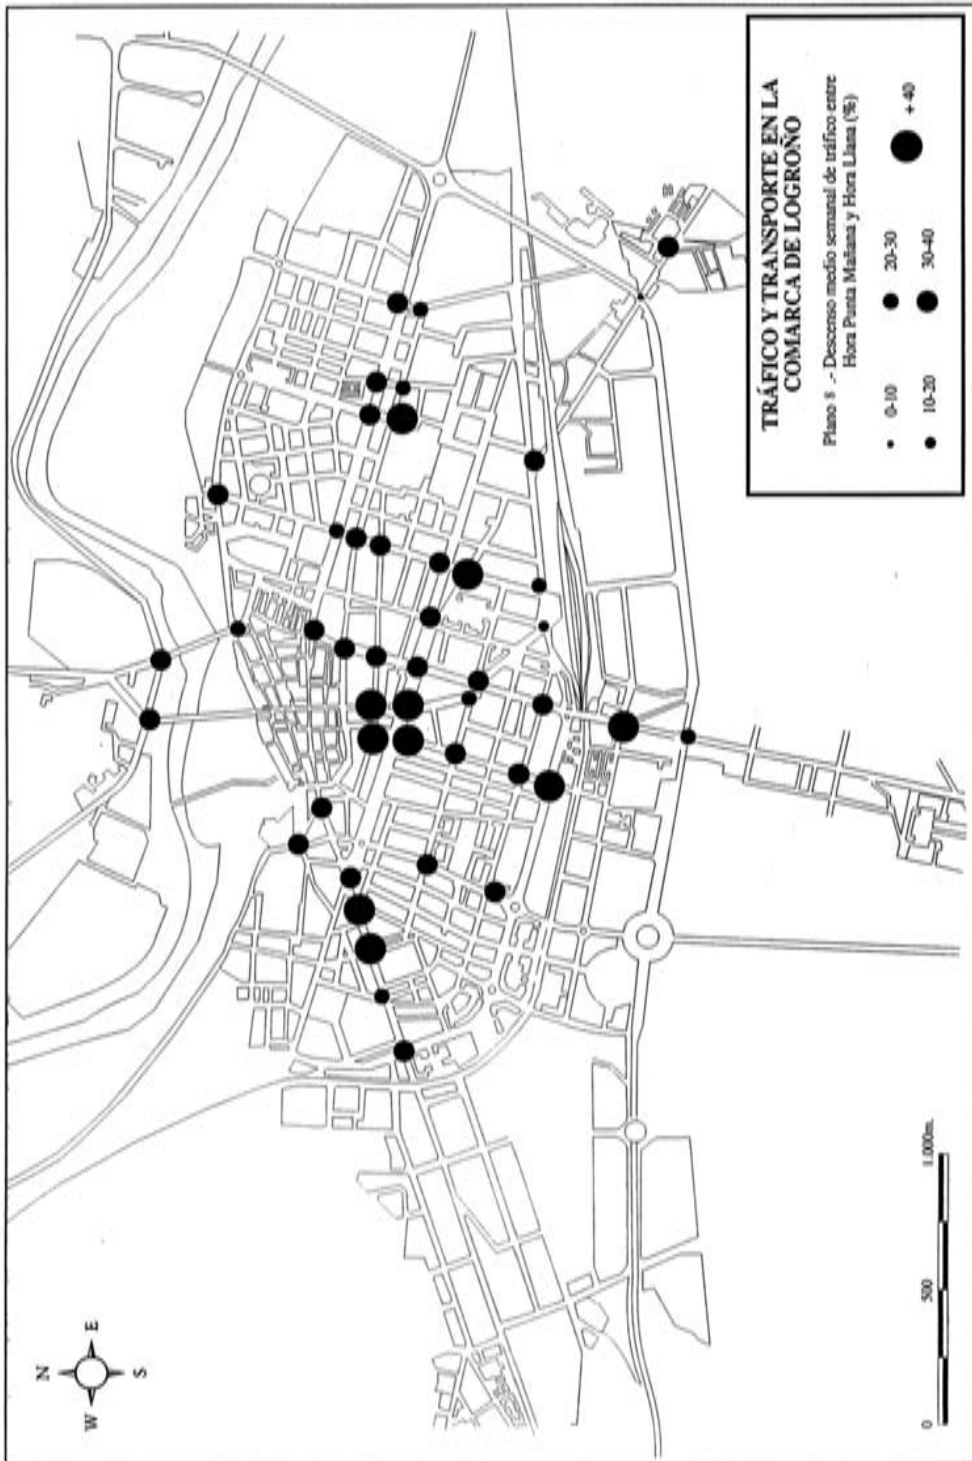 TRÁFICO Y TRANSPORTE EN LA
COMARCA DE LOGROÑO
Plano 8 .- Descenso medio semanal de tráfico entre
Hora Punta Mañana y Hora Llana (%)
0-10
20-30
+40
10-20
30-40
N
W
E
S
0
500
1.000m.